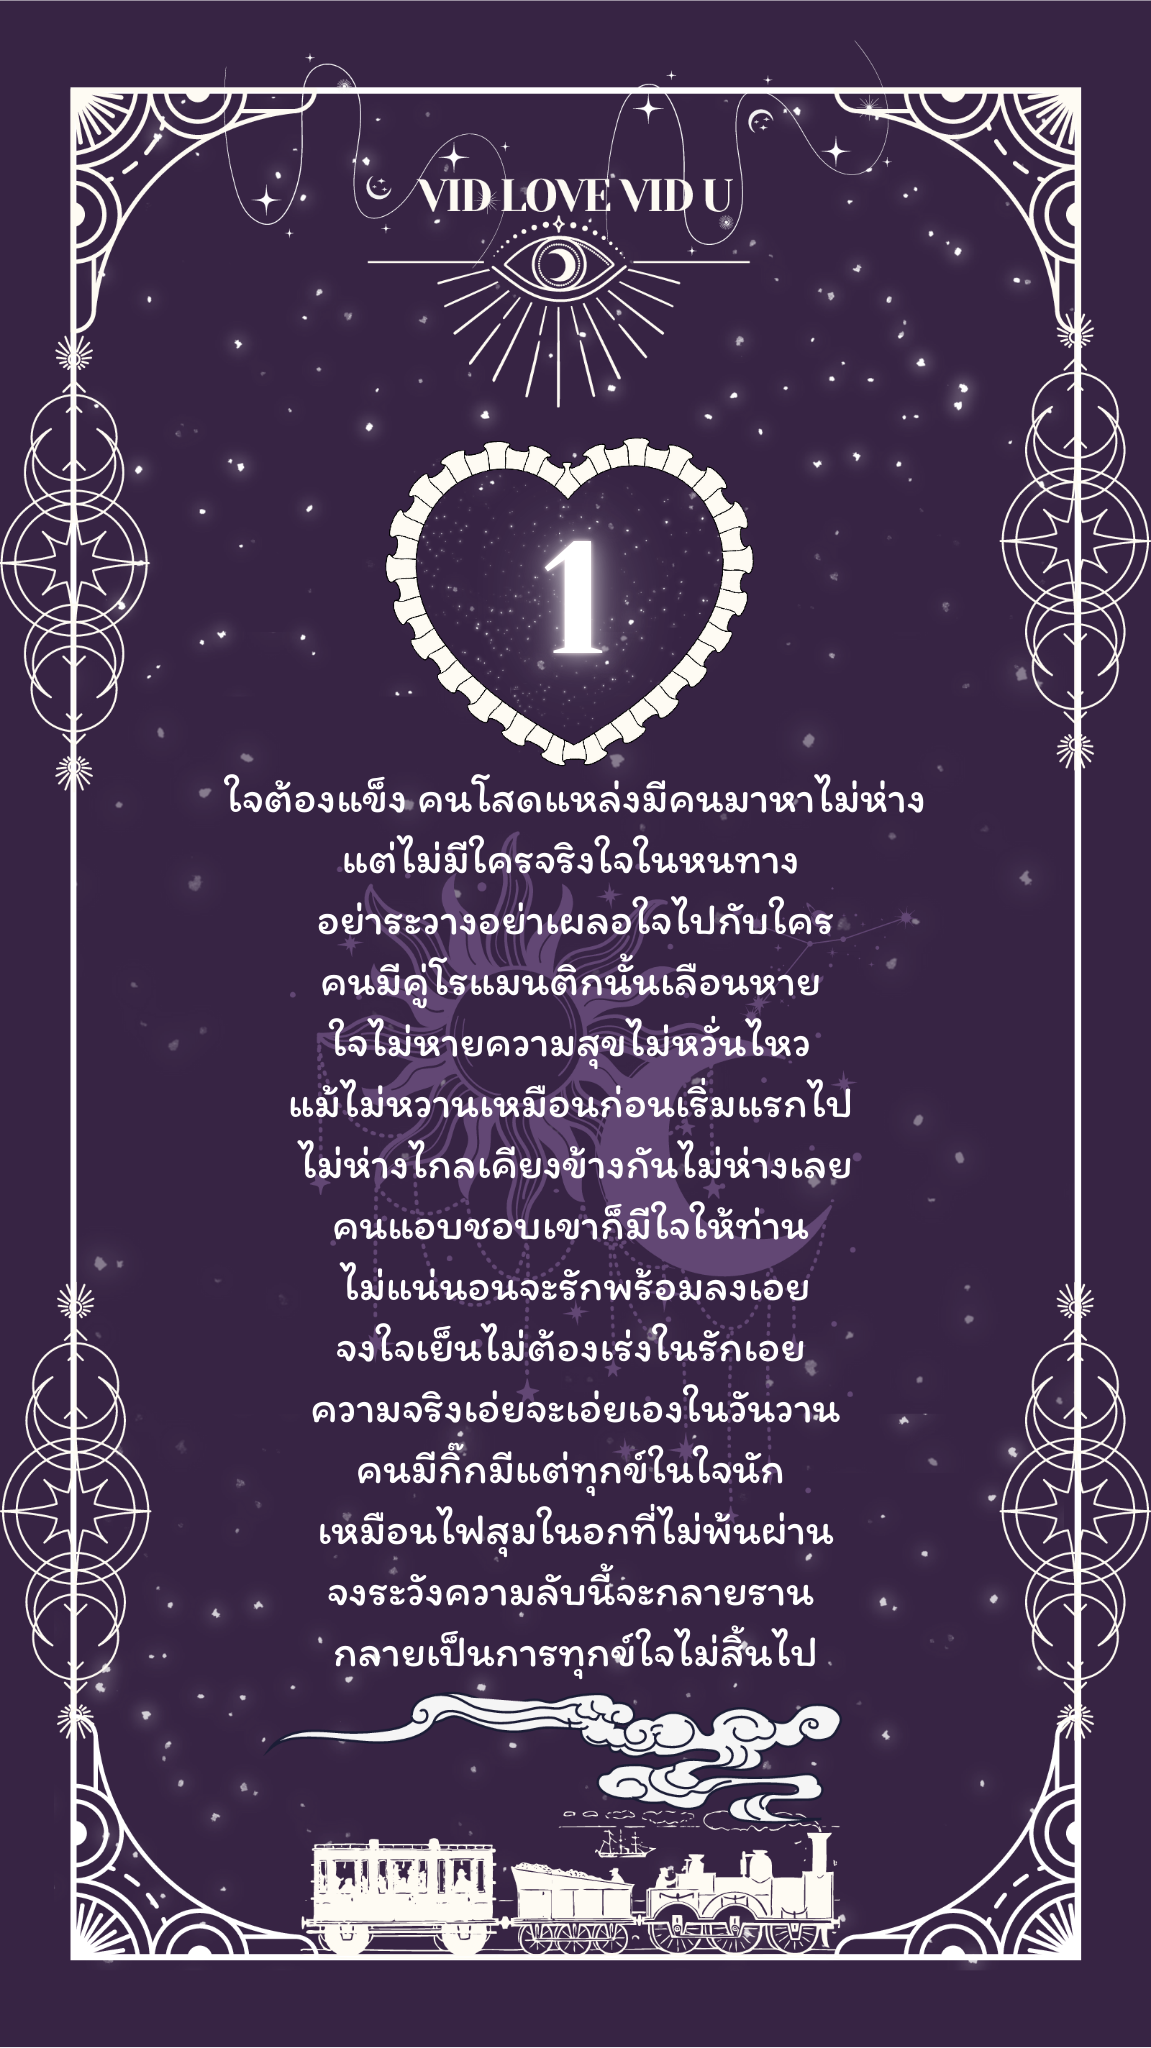 VID LOVE VID U
1
ใจต้องแข็ง คนโสดแหล่งมีคนมาหาไม่ห่าง
แต่ไม่มีใครจริงใจในหนทาง
อย่าระวางอย่าเผลอใจไปกับใคร
คนมีคู่โรแมนติกนั้นเลือนหาย
ใจไม่หายความสุขไม่หวั่นไหว
แม้ไม่หวานเหมือนก่อนเริ่มแรกไป
ไม่ห่างไกลเคียงข้างกันไม่ห่างเลย
คนแอบชอบเขาก็มีใจให้ท่าน
ไม่แน่นอนจะรักพร้อมลงเอย
จงใจเย็นไม่ต้องเร่งในรักเอย
ความจริงเอ่ยจะเอ่ยเองในวันวาน
คนมีกิ๊กมีแต่ทุกข์ในใจนัก
เหมือนไฟสุมในอกที่ไม่พ้นผ่าน
จงระวังความลับนี้จะกลายราน
กลายเป็นการทุกข์ใจไม่สิ้นไป